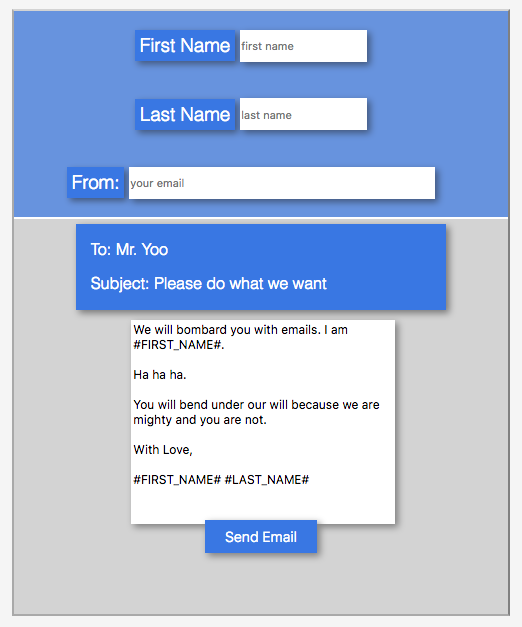 First Name first name
Last Name last name
From: your email
To: Mr. Yoo
Subject: Please do what we want
We will bombard you with emails. I am
#FIRST_NAME#.
Ha ha ha.
You will bend under our will because we are
mighty and you are not.
With Love,
#FIRST_NAME# #LAST_NAME#
Send Email